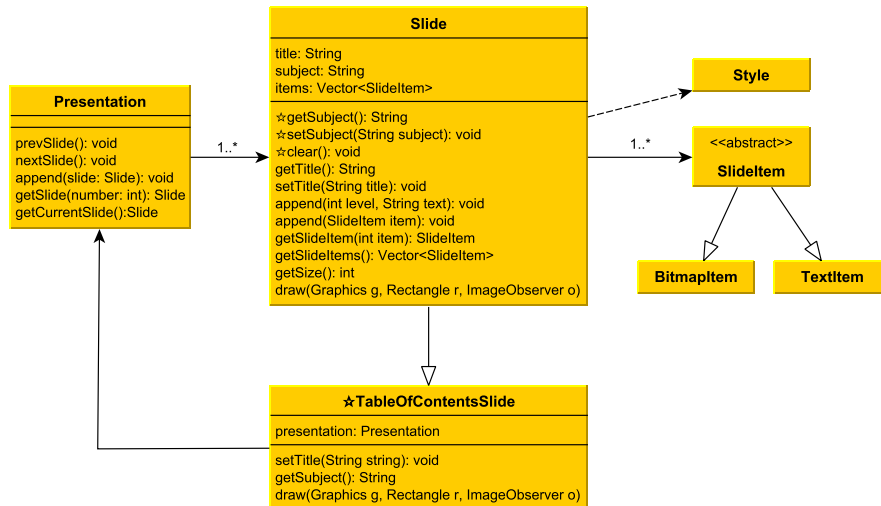 Presentation
prevSlide(): void
nextSlide(): void
append(slide: Slide): void
getSlide(number: int): Slide
getCurrentSlide():Slide
1..*
Slide
title: String
subject: String
items: Vector<SlideItem>
☆getSubject(): String
☆setSubject(String subject): void
☆clear(): void
getTitle(): String
setTitle(String title): void
append(int level, String text): void
append(SlideItem item): void
getSlideItem(int item): SlideItem
getSlideItems(): Vector<SlideItem>
getSize(): int
draw(Graphics g, Rectangle r, ImageObserver o)
1..*
Style
<<abstract>>
SlideItem
BitmapItem
TextItem
☆TableOfContentsSlide
presentation: Presentation
setTitle(String string): void
getSubject(): String
draw(Graphics g, Rectangle r, ImageObserver o)